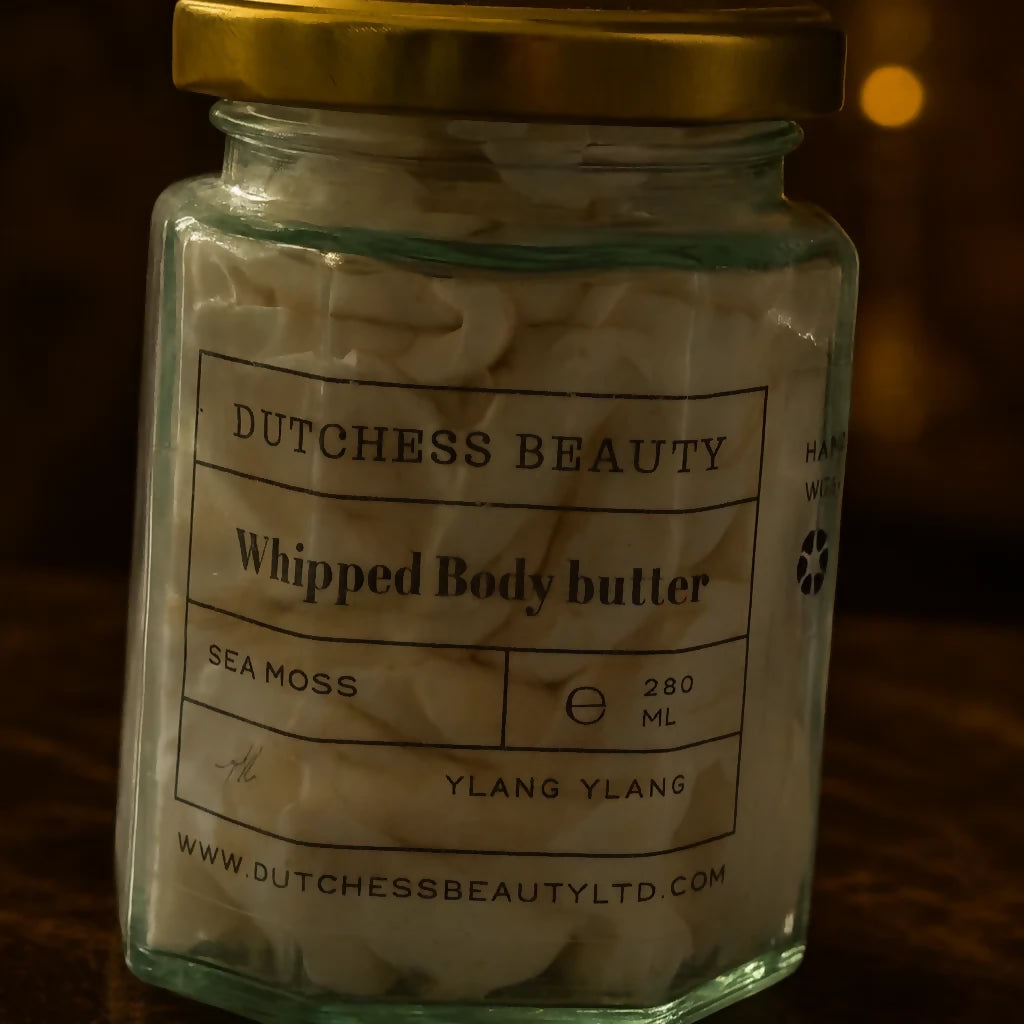 DUTCHESS BEAUTY
Whipped Body butter
SEA MOSS
℮ 280
ML
YLANG YLANG
WWW.DUTCHESSBEAUTYLTD.COM